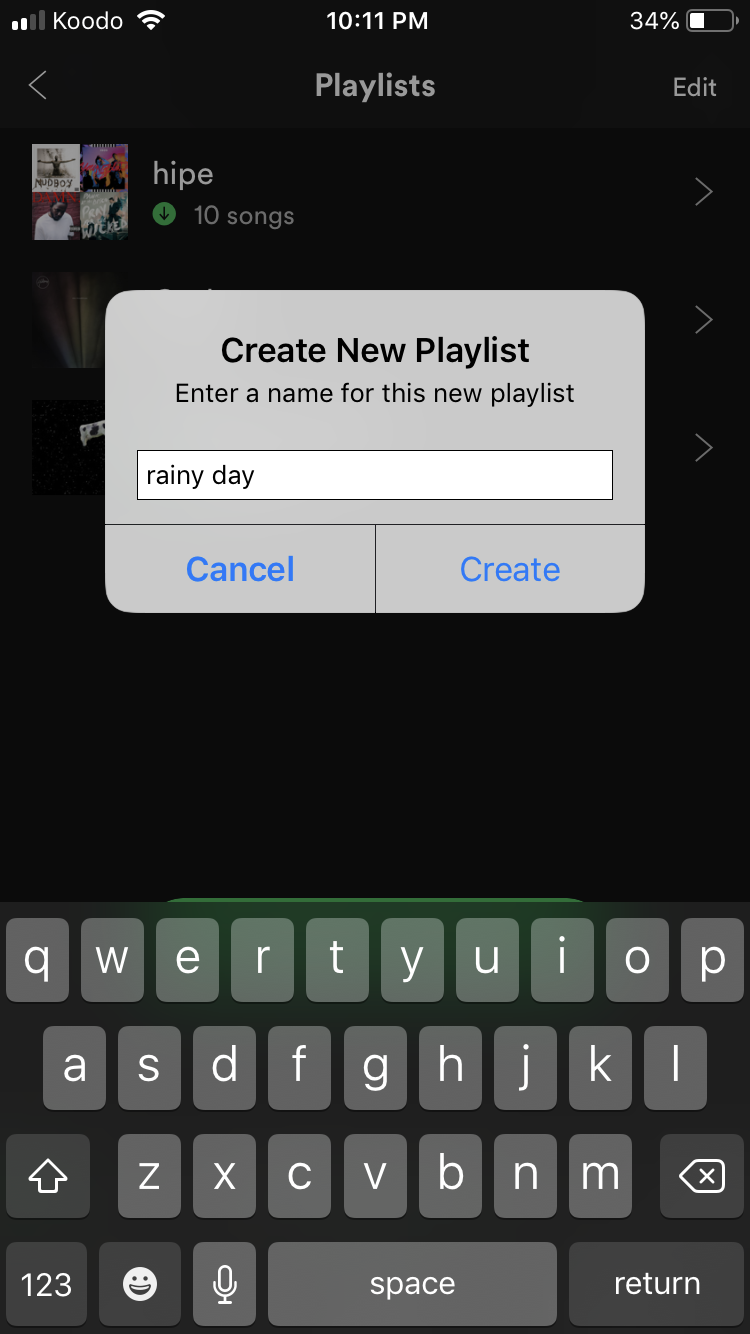 Koodo 10:11 PM 34%
Playlists Edit
NUDBOY
hipe
10 songs
Create New Playlist
Enter a name for this new playlist
rainy day
Cancel Create
q w e r t y u i o p
a s d f g h j k l
z x c v b n m
123 space return